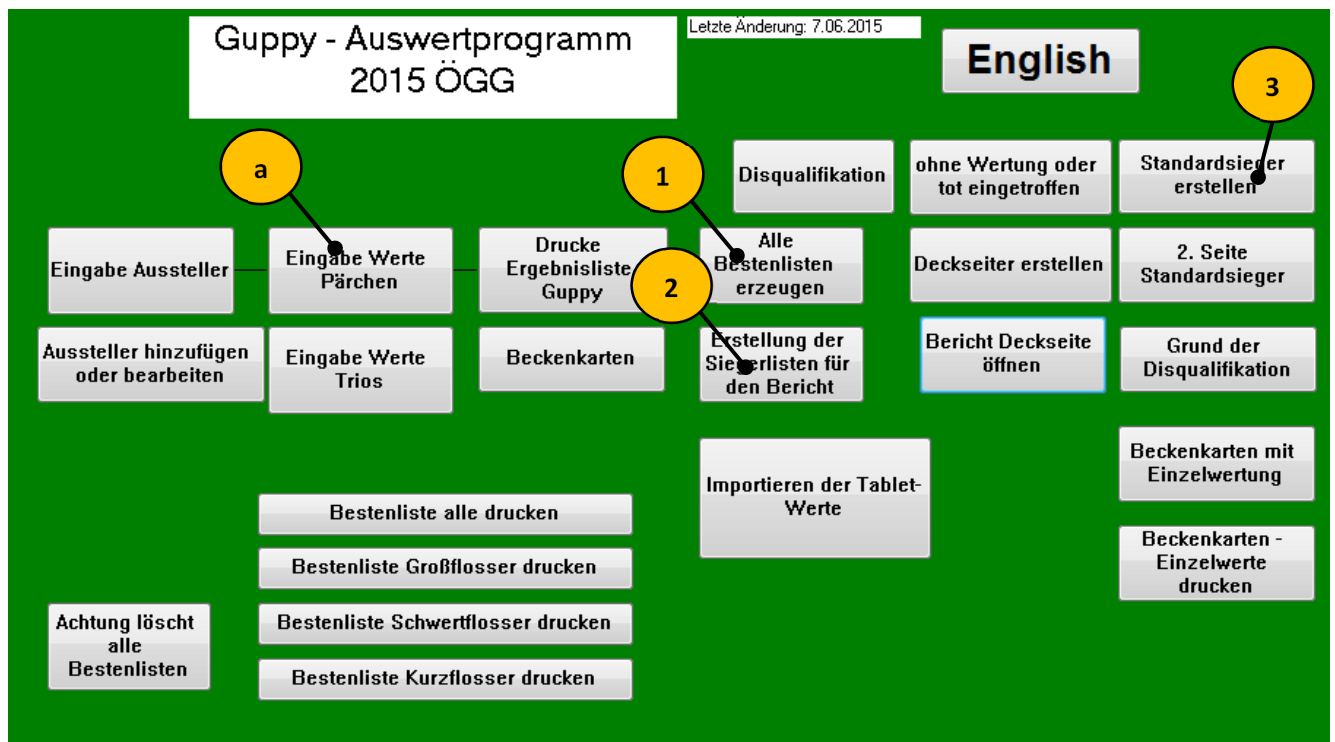 Guppy - Auswertprogramm
2015 ÖGG
Letzte Änderung: 7.06.2015
English
3
a
1
Disqualifikation
ohne Wertung oder
tot eingetroffen
Standardsieger
erstellen
Eingabe Aussteller
Eingabe Werte
Pärchen
Drucke
Ergebnisliste
Guppy
Alle
Bestenlisten
erzeugen
Deckseiter erstellen
2. Seite
Standardsieger
2
Aussteller hinzufügen
oder bearbeiten
Eingabe Werte
Trios
Beckenkarten
Erstellung der
Siegerlisten für
den Bericht
Bericht Deckseite
öffnen
Grund der
Disqualifikation
Importieren der Tablet-
Werte
Beckenkarten mit
Einzelwertung
Bestenliste alle drucken
Beckenkarten -
Einzelwerte
drucken
Bestenliste Großflosser drucken
Achtung löscht
alle
Bestenlisten
Bestenliste Schwertflosser drucken
Bestenliste Kurzflosser drucken